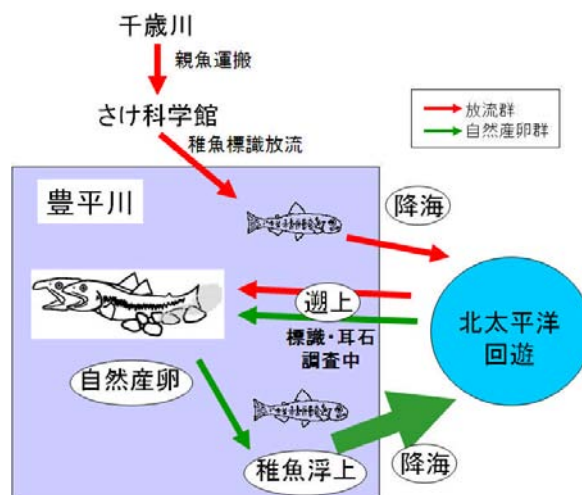 千歳川
親魚運搬
さけ科学館
稚魚標識放流
放流群
自然産卵群
豊平川
降海
遡上
標識・耳石
調査中
北太平洋
回遊
自然産卵
稚魚浮上
降海